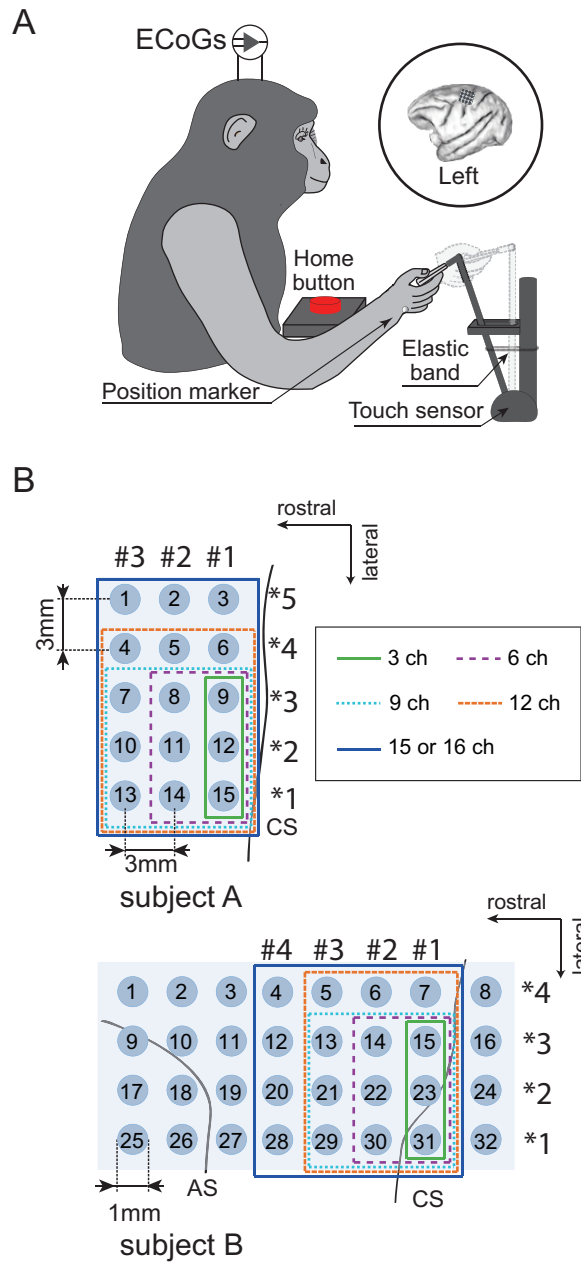 A
ECoGs
Left
Home
button
Elastic
band
Position marker
Touch sensor
B
rostral
lateral
#3 #2 #1
1 2 3 *5
3mm
4 5 6 *4
7 8 9 *3
10 11 12 *2
13 14 15 *1
CS
3mm
subject A
3 ch 6 ch
9 ch 12 ch
15 or 16 ch
rostral
lateral
#4 #3 #2 #1
1 2 3 4 5 6 7 8 *4
9 10 11 12 13 14 15 16 *3
17 18 19 20 21 22 23 24 *2
25 26 27 28 29 30 31 32 *1
AS CS
1mm
subject B